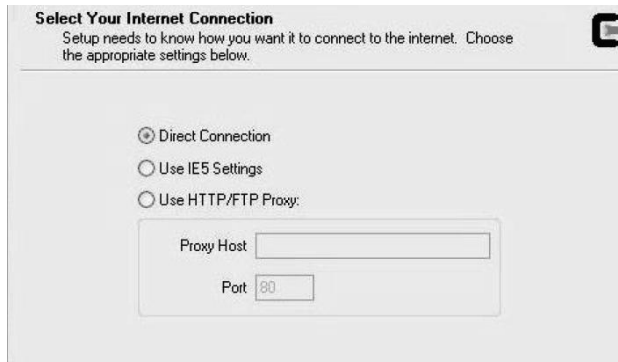 Select Your Internet Connection
Setup needs to know how you want it to connect to the internet. Choose
the appropriate settings below.
Direct Connection
Use IE5 Settings
Use HTTP/FTP Proxy:
Proxy Host
Port 80